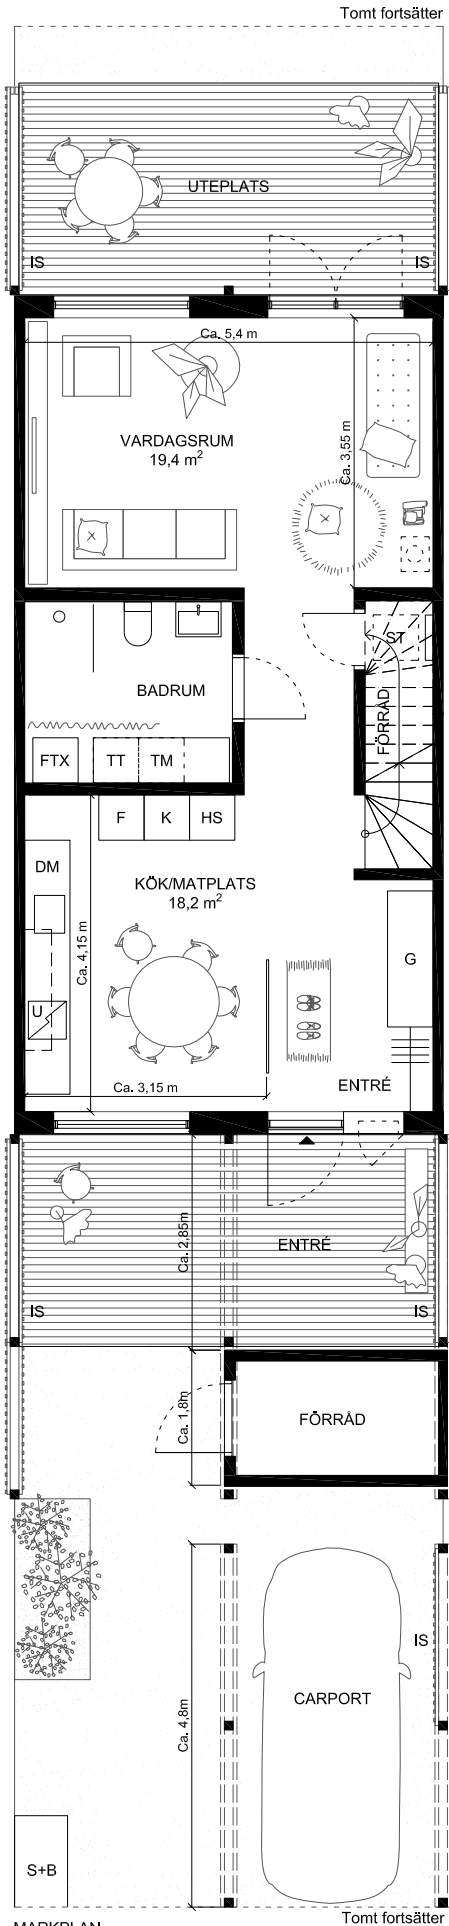 Tomt fortsätter
UTEPLATS
IS
IS
Ca. 5,4 m
Ca. 3,55 m
VARDAGSRUM
19,4 m²
ST
FÖRRÅD
BADRUM
FTX
TT
TM
F
K
HS
DM
KÖK/MATPLATS
18,2 m²
Ca. 4,15 m
G
U
Ca. 3,15 m
ENTRÉ
Ca. 2,85m
ENTRÉ
IS
IS
Ca. 1,8m
FÖRRÅD
IS
CARPORT
Ca. 4,8m
S+B
MARKPLAN
Tomt fortsätter